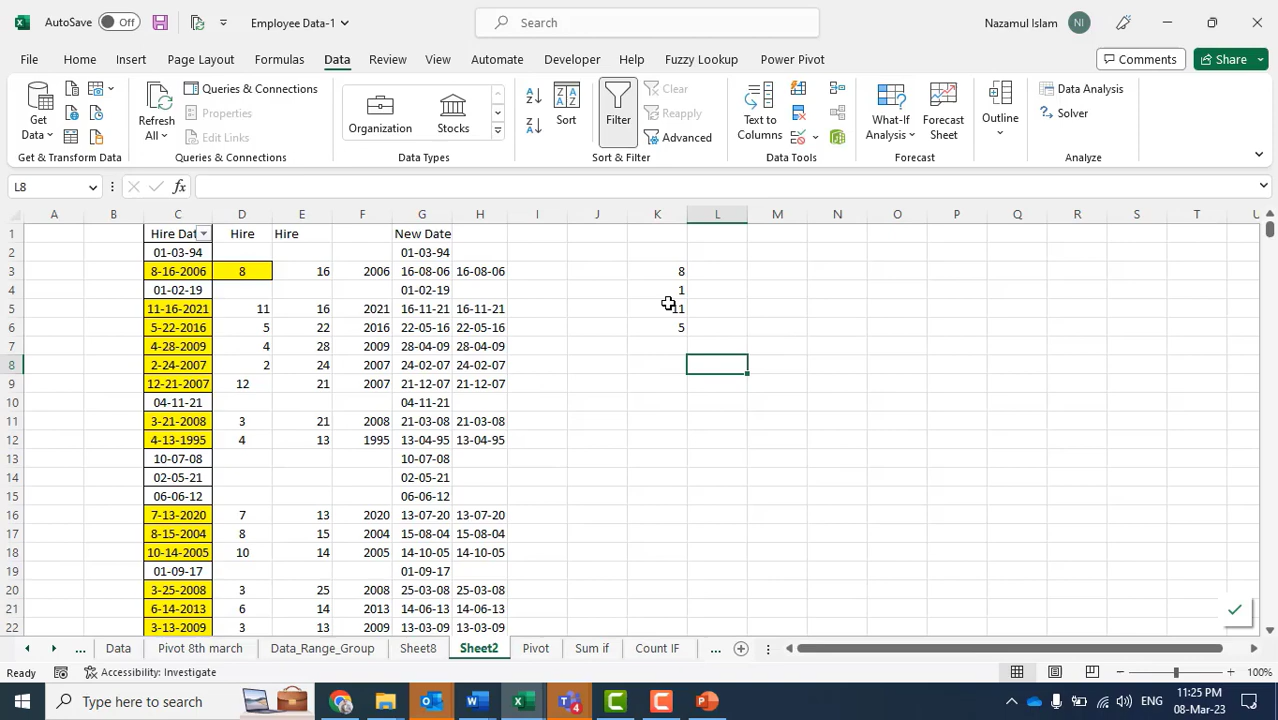 AutoSave Off Employee Data-1 Search Nazamul Islam NI
File Home Insert Page Layout Formulas Data Review View Automate Developer Help Fuzzy Lookup Power Pivot Comments Share
Get Data Refresh All Queries & Connections Properties Edit Links Organization Stocks Sort Filter Clear Reapply Advanced Text to Columns What-If Analysis Forecast Sheet Outline Data Analysis Solver
Get & Transform Data Queries & Connections Data Types Sort & Filter Data Tools Forecast Analyze
L8 fx
A B C D E F G H I J K L M N O P Q R S T U
1 Hire Dat Hire Hire New Date
2 01-03-94 01-03-94
3 8-16-2006 8 16 2006 16-08-06 16-08-06 8
4 01-02-19 01-02-19 1
5 11-16-2021 11 16 2021 16-11-21 16-11-21 11
6 5-22-2016 5 22 2016 22-05-16 22-05-16 5
7 4-28-2009 4 28 2009 28-04-09 28-04-09
8 2-24-2007 2 24 2007 24-02-07 24-02-07
9 12-21-2007 12 21 2007 21-12-07 21-12-07
10 04-11-21 04-11-21
11 3-21-2008 3 21 2008 21-03-08 21-03-08
12 4-13-1995 4 13 1995 13-04-95 13-04-95
13 10-07-08 10-07-08
14 02-05-21 02-05-21
15 06-06-12 06-06-12
16 7-13-2020 7 13 2020 13-07-20 13-07-20
17 8-15-2004 8 15 2004 15-08-04 15-08-04
18 10-14-2005 10 14 2005 14-10-05 14-10-05
19 01-09-17 01-09-17
20 3-25-2008 3 25 2008 25-03-08 25-03-08
21 6-14-2013 6 14 2013 14-06-13 14-06-13
22 3-13-2009 3 13 2009 13-03-09 13-03-09
... Data Pivot 8th march Data_Range_Group Sheet8 Sheet2 Pivot Sum if Count IF ...
Ready Accessibility: Investigate 100%
Type here to search 4 ENG 11:25 PM
08-Mar-23